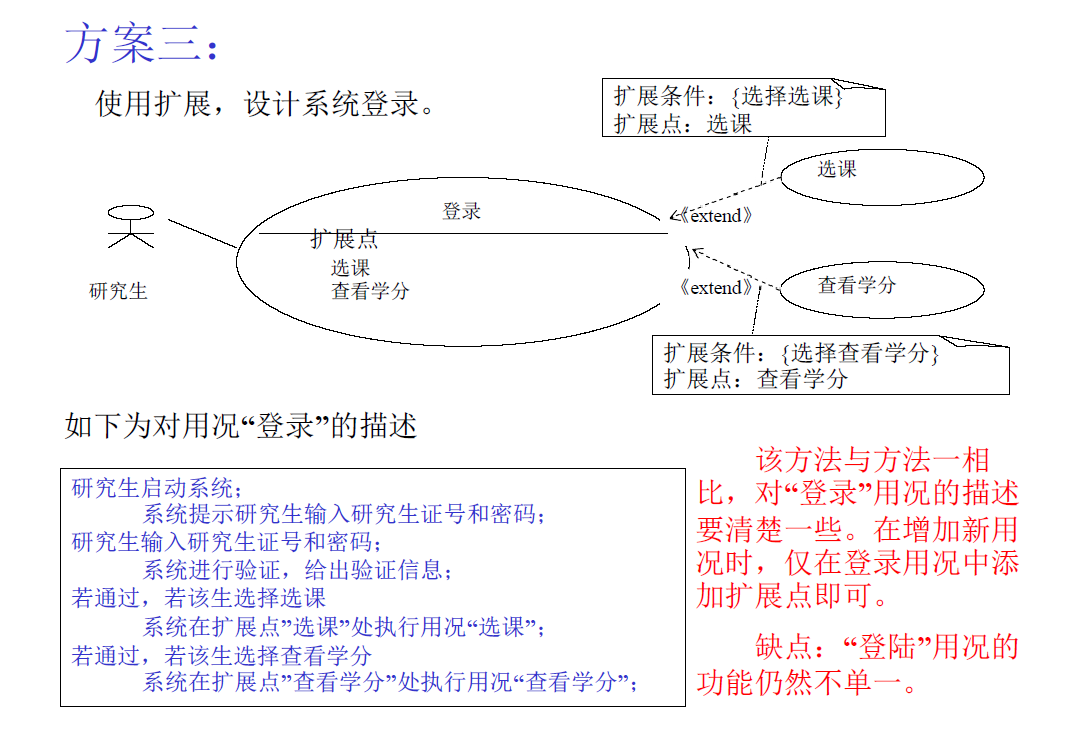 方案三：
使用扩展，设计系统登录。
扩展条件：{选择选课}
扩展点：选课
选课
登录
《extend》
扩展点
选课
查看学分
研究生
《extend》
查看学分
扩展条件：{选择查看学分}
扩展点：查看学分
如下为对用况“登录”的描述
研究生启动系统；
系统提示研究生输入研究生证号和密码；
研究生输入研究生证号和密码；
系统进行验证，给出验证信息；
若通过，若该生选择选课
系统在扩展点”选课”处执行用况“选课”；
若通过，若该生选择查看学分
系统在扩展点”查看学分”处执行用况“查看学分”；
该方法与方法一相
比，对“登录”用况的描述
要清楚一些。在增加新用
况时，仅在登录用况中添
加扩展点即可。
缺点：“登陆”用况的
功能仍然不单一。